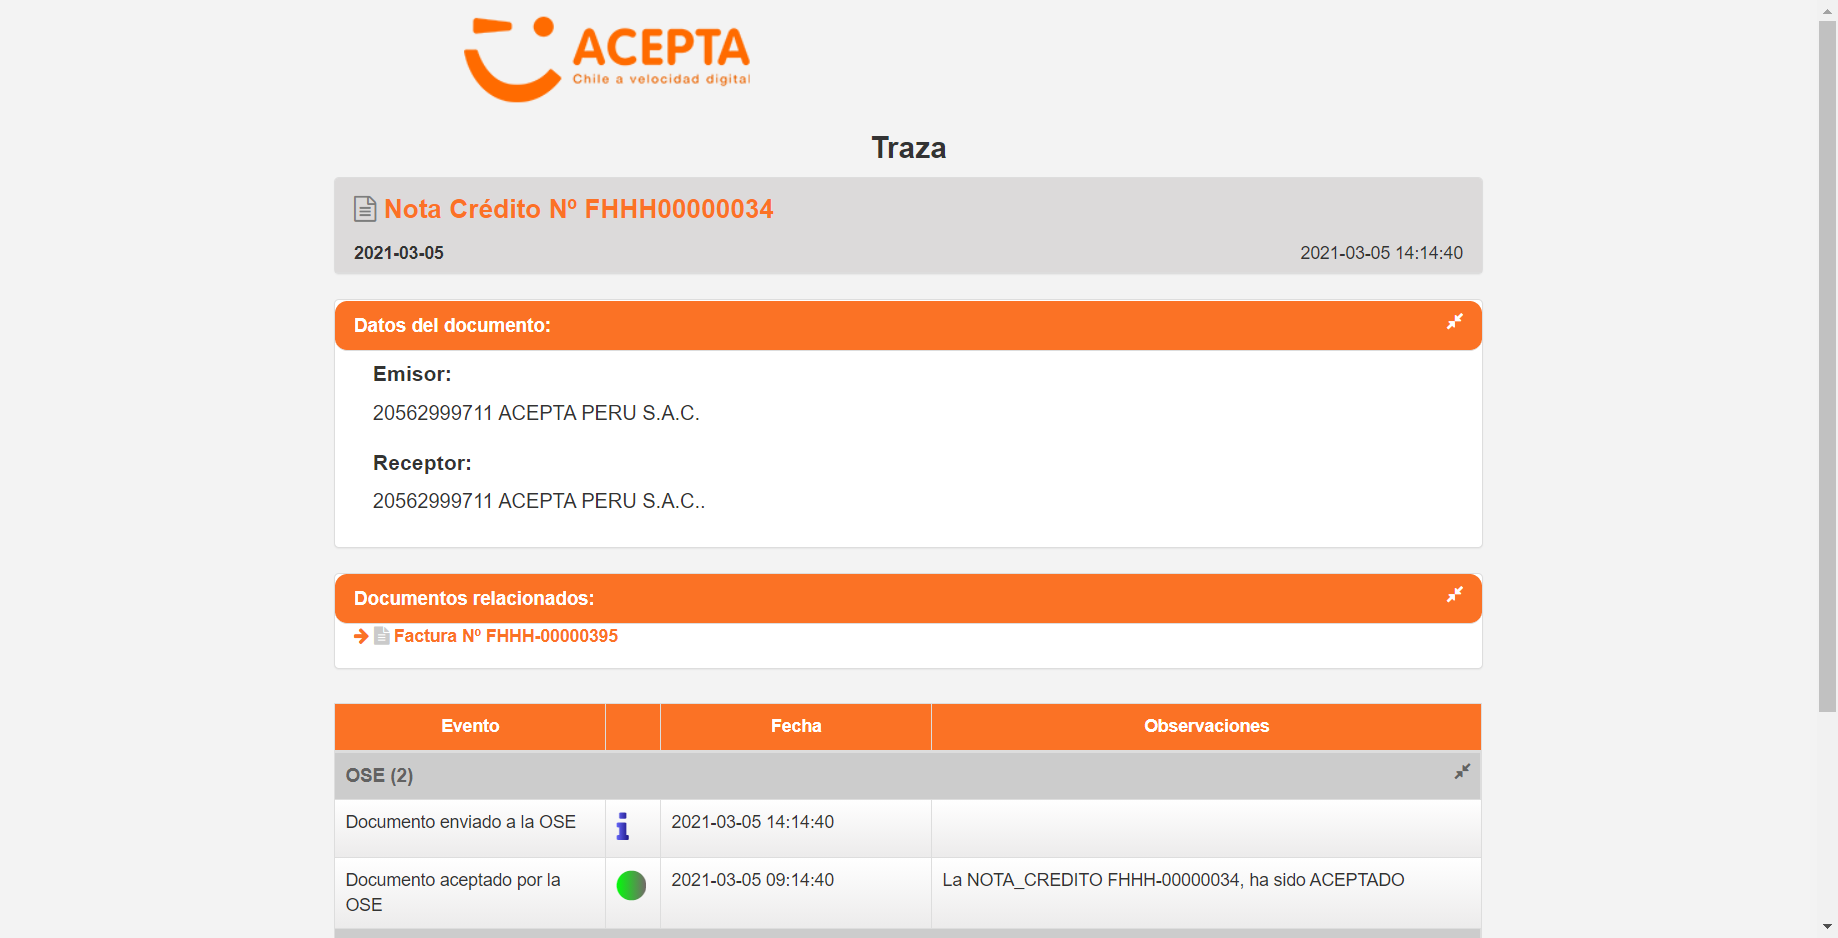 ACEPTA
Chile a velocidad digital
Traza
Nota Crédito Nº FHHH00000034
2021-03-05 2021-03-05 14:14:40
Datos del documento:
Emisor:
20562999711 ACEPTA PERU S.A.C.
Receptor:
20562999711 ACEPTA PERU S.A.C..
Documentos relacionados:
Factura Nº FHHH-00000395
Evento Fecha Observaciones
OSE (2)
Documento enviado a la OSE 2021-03-05 14:14:40
Documento aceptado por la 2021-03-05 09:14:40 La NOTA_CREDITO FHHH-00000034, ha sido ACEPTADO
OSE